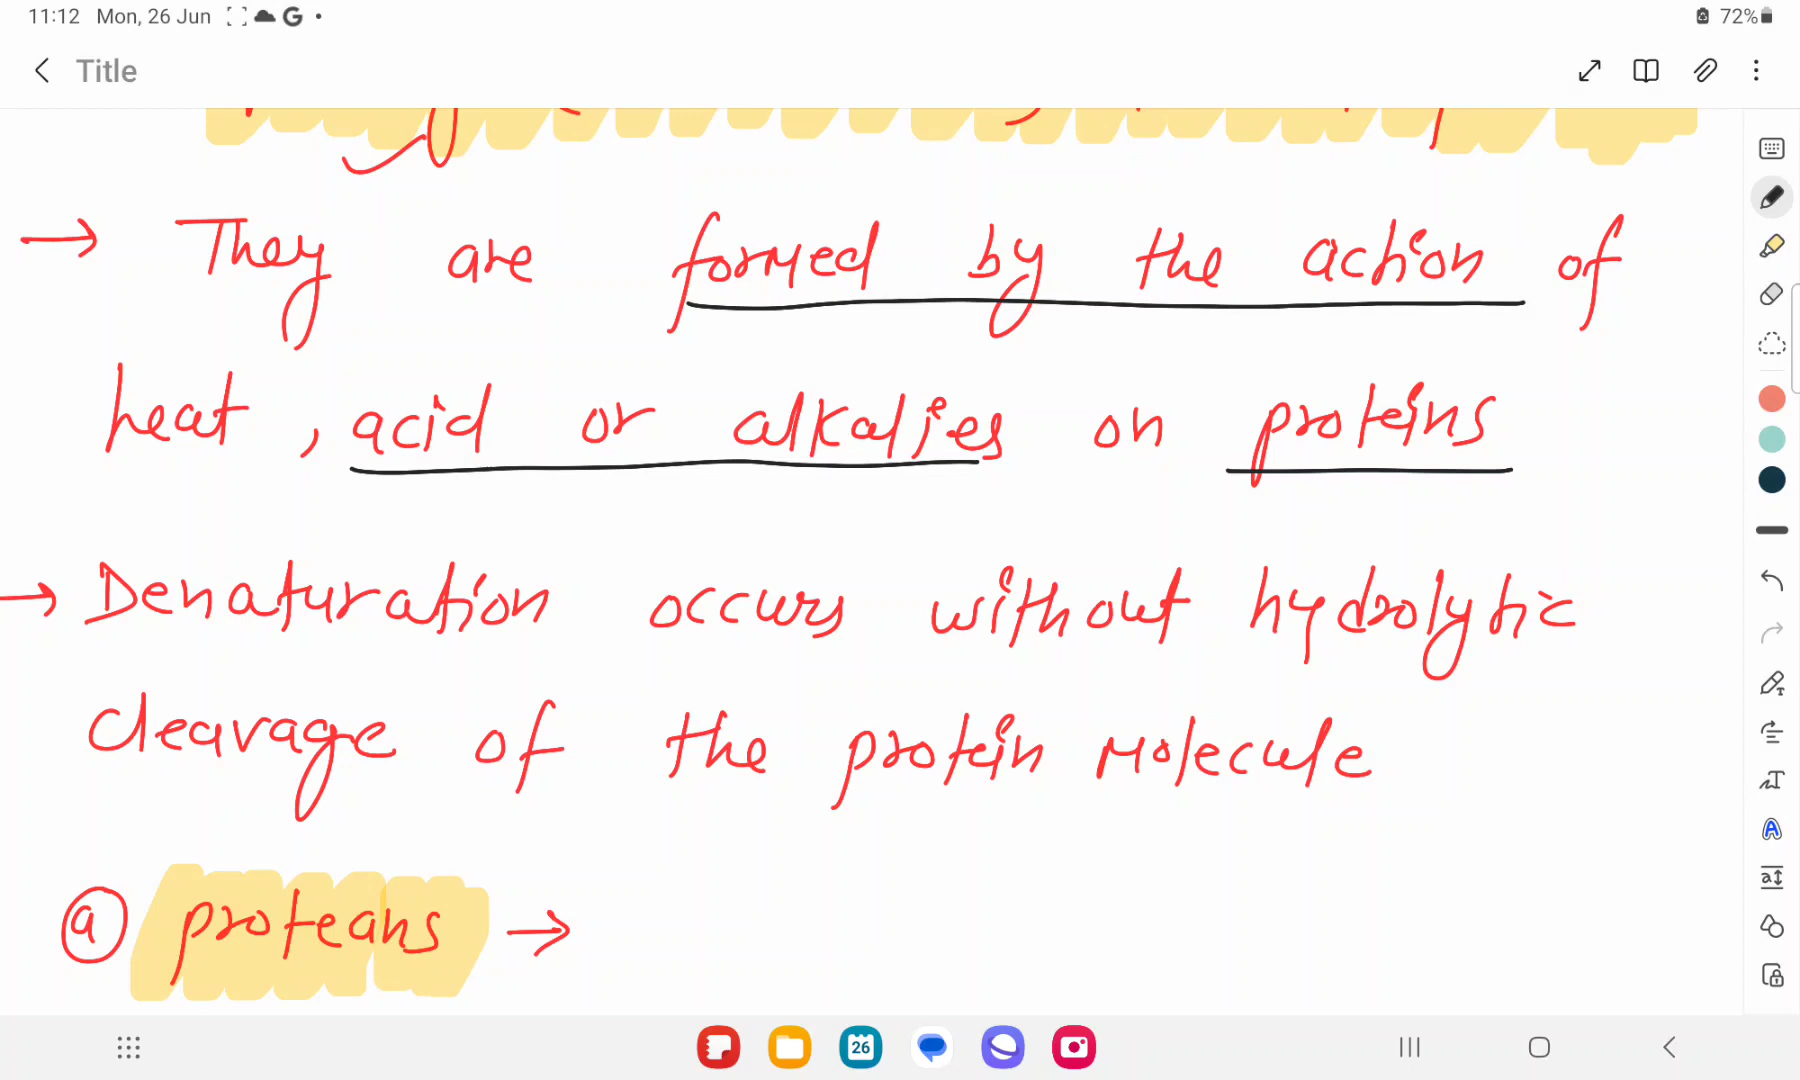 11:12 Mon, 26 Jun G 72%
Title
→ They are formed by the action of
heat, acid or alkalies on proteins
→ Denaturation occurs without hydrolytic
cleavage of the protein molecule
a proteans →
26